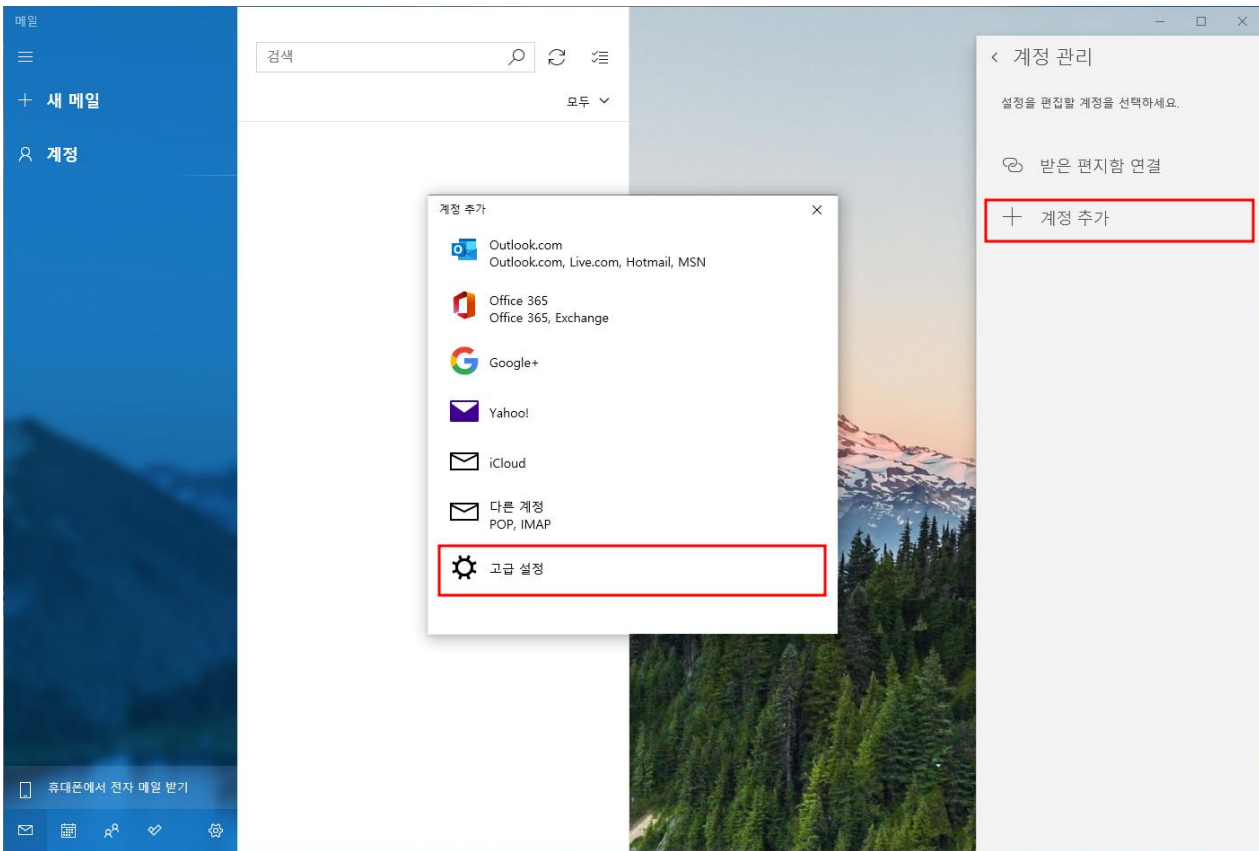 메일
새 메일
계정
휴대폰에서 전자 메일 받기
검색
모두
계정 추가
Outlook.com
Outlook.com, Live.com, Hotmail, MSN
Office 365
Office 365, Exchange
Google+
Yahoo!
iCloud
다른 계정
POP, IMAP
고급 설정
계정 관리
설정을 편집할 계정을 선택하세요.
받은 편지함 연결
계정 추가